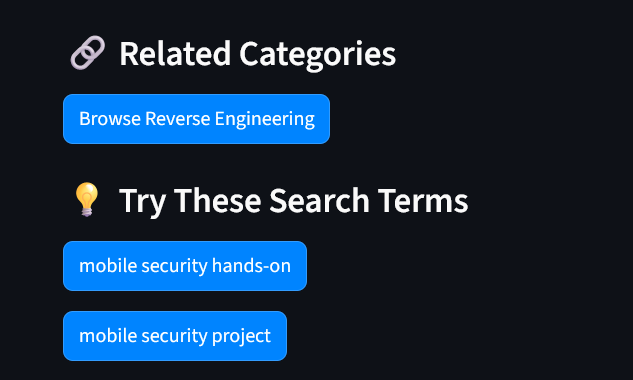 Related Categories
Browse Reverse Engineering
Try These Search Terms
mobile security hands-on
mobile security project